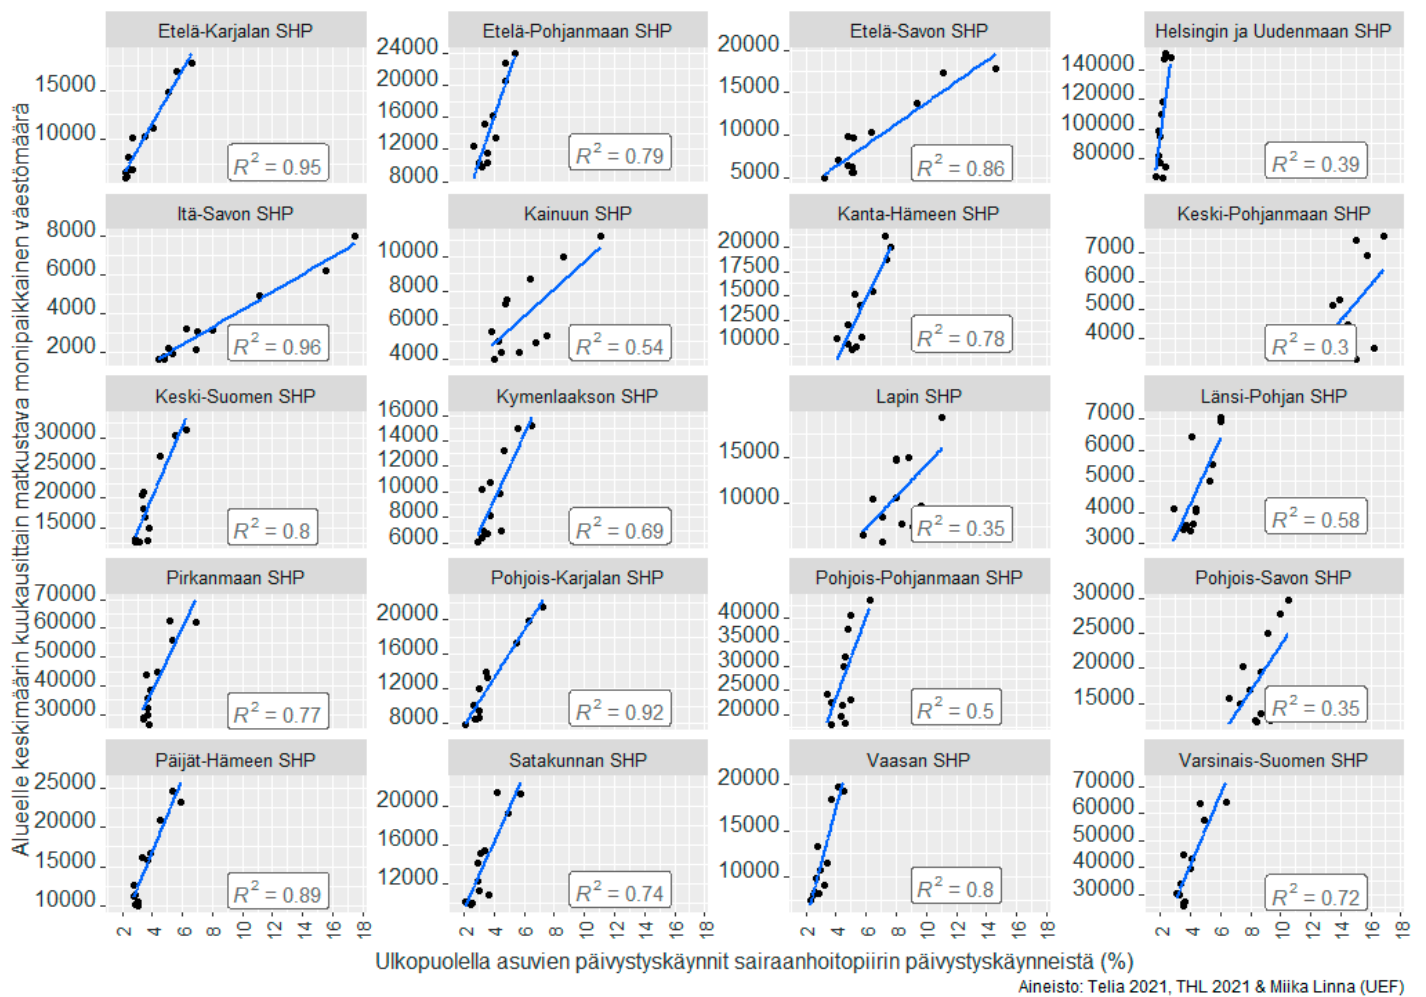 Alueelle keskimäärin kuukausittain matkustava monipaikkainen väestömäärä
Etelä-Karjalan SHP
15000
10000
R² = 0.95
Etelä-Pohjanmaan SHP
24000
20000
16000
12000
8000
R² = 0.79
Etelä-Savon SHP
20000
15000
10000
5000
R² = 0.86
Helsingin ja Uudenmaan SHP
140000
120000
100000
80000
R² = 0.39
Itä-Savon SHP
8000
6000
4000
2000
R² = 0.96
Kainuun SHP
10000
8000
6000
4000
R² = 0.54
Kanta-Hämeen SHP
20000
17500
15000
12500
10000
R² = 0.78
Keski-Pohjanmaan SHP
7000
6000
5000
4000
R² = 0.3
Keski-Suomen SHP
30000
25000
20000
15000
R² = 0.8
Kymenlaakson SHP
16000
14000
12000
10000
8000
6000
R² = 0.69
Lapin SHP
15000
10000
R² = 0.35
Länsi-Pohjan SHP
7000
6000
5000
4000
3000
R² = 0.58
Pirkanmaan SHP
70000
60000
50000
40000
30000
R² = 0.77
Pohjois-Karjalan SHP
20000
16000
12000
8000
R² = 0.92
Pohjois-Pohjanmaan SHP
40000
35000
30000
25000
20000
R² = 0.5
Pohjois-Savon SHP
30000
25000
20000
15000
R² = 0.35
Päijät-Hämeen SHP
25000
20000
15000
10000
R² = 0.89
Satakunnan SHP
20000
16000
12000
R² = 0.74
Vaasan SHP
20000
15000
10000
R² = 0.8
Varsinais-Suomen SHP
70000
60000
50000
40000
30000
R² = 0.72
2 4 6 8 10 12 14 16 18
2 4 6 8 10 12 14 16 18
2 4 6 8 10 12 14 16 18
2 4 6 8 10 12 14 16 18
Ulkopuolella asuvien päivystyskäynnit sairaanhoitopiirin päivystyskäynneistä (%)
Aineisto: Telia 2021, THL 2021 & Miika Linna (UEF)